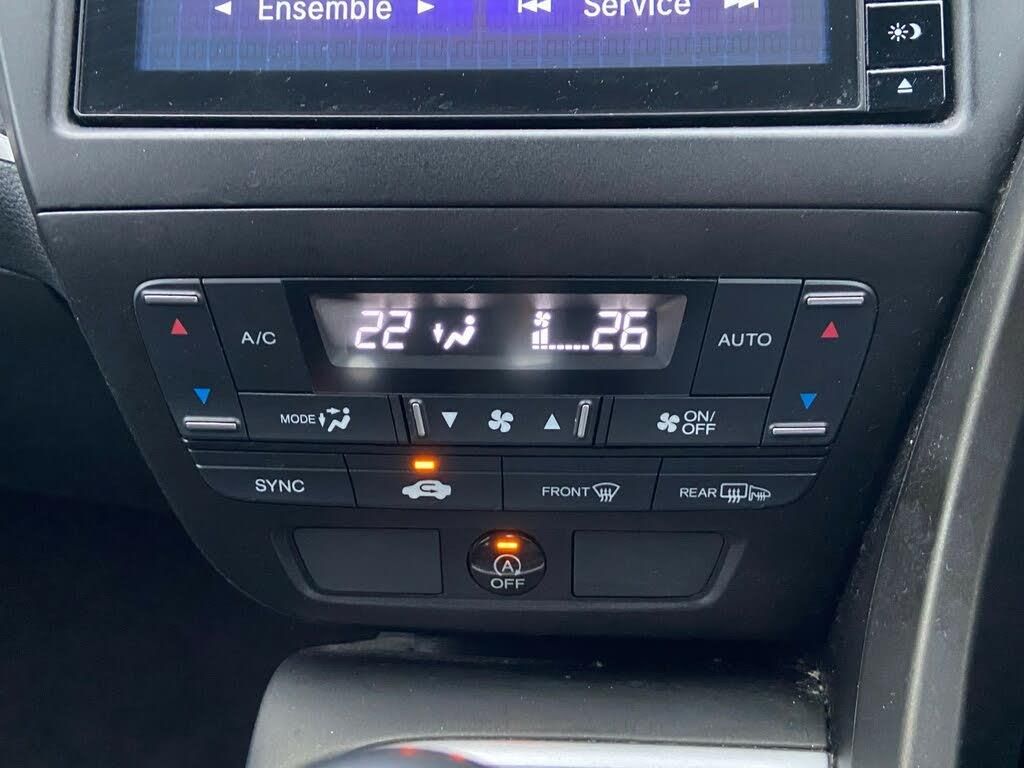 Ensemble Service
22 26
A/C AUTO
MODE ON/
OFF
SYNC FRONT REAR
A
OFF